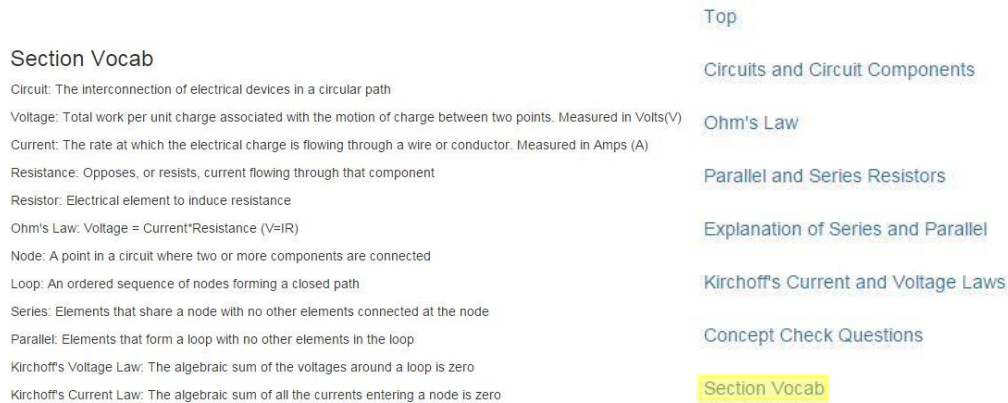 Section Vocab
Circuit: The interconnection of electrical devices in a circular path
Voltage: Total work per unit charge associated with the motion of charge between two points. Measured in Volts(V)
Current: The rate at which the electrical charge is flowing through a wire or conductor. Measured in Amps (A)
Resistance: Opposes, or resists, current flowing through that component
Resistor: Electrical element to induce resistance
Ohm's Law: Voltage = Current*Resistance (V=IR)
Node: A point in a circuit where two or more components are connected
Loop: An ordered sequence of nodes forming a closed path
Series: Elements that share a node with no other elements connected at the node
Parallel: Elements that form a loop with no other elements in the loop
Kirchoff's Voltage Law: The algebraic sum of the voltages around a loop is zero
Kirchoff's Current Law: The algebraic sum of all the currents entering a node is zero
Top
Circuits and Circuit Components
Ohm's Law
Parallel and Series Resistors
Explanation of Series and Parallel
Kirchoff's Current and Voltage Laws
Concept Check Questions
Section Vocab